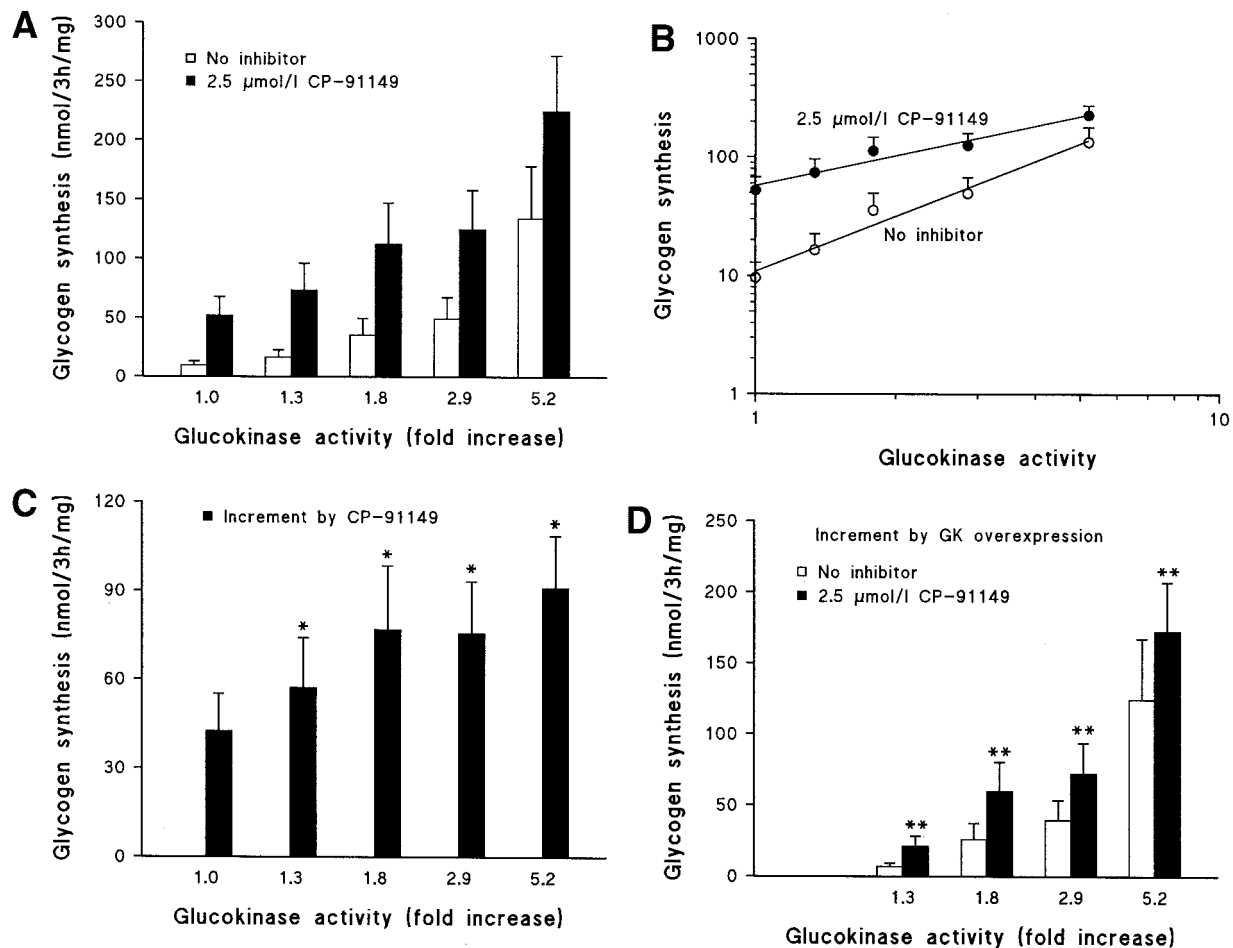 A
Glycogen synthesis (nmol/3h/mg)
300
250
200
150
100
50
0
No inhibitor
2.5 μmol/l CP-91149
1.0 1.3 1.8 2.9 5.2
Glucokinase activity (fold increase)
B
Glycogen synthesis
1000
100
10
1
2.5 μmol/l CP-91149
No inhibitor
1 10
Glucokinase activity
C
Glycogen synthesis (nmol/3h/mg)
120
90
60
30
0
Increment by CP-91149
* * * *
1.0 1.3 1.8 2.9 5.2
Glucokinase activity (fold increase)
D
Glycogen synthesis (nmol/3h/mg)
250
200
150
100
50
0
Increment by GK overexpression
No inhibitor
2.5 μmol/l CP-91149
** ** ** **
1.3 1.8 2.9 5.2
Glucokinase activity (fold increase)